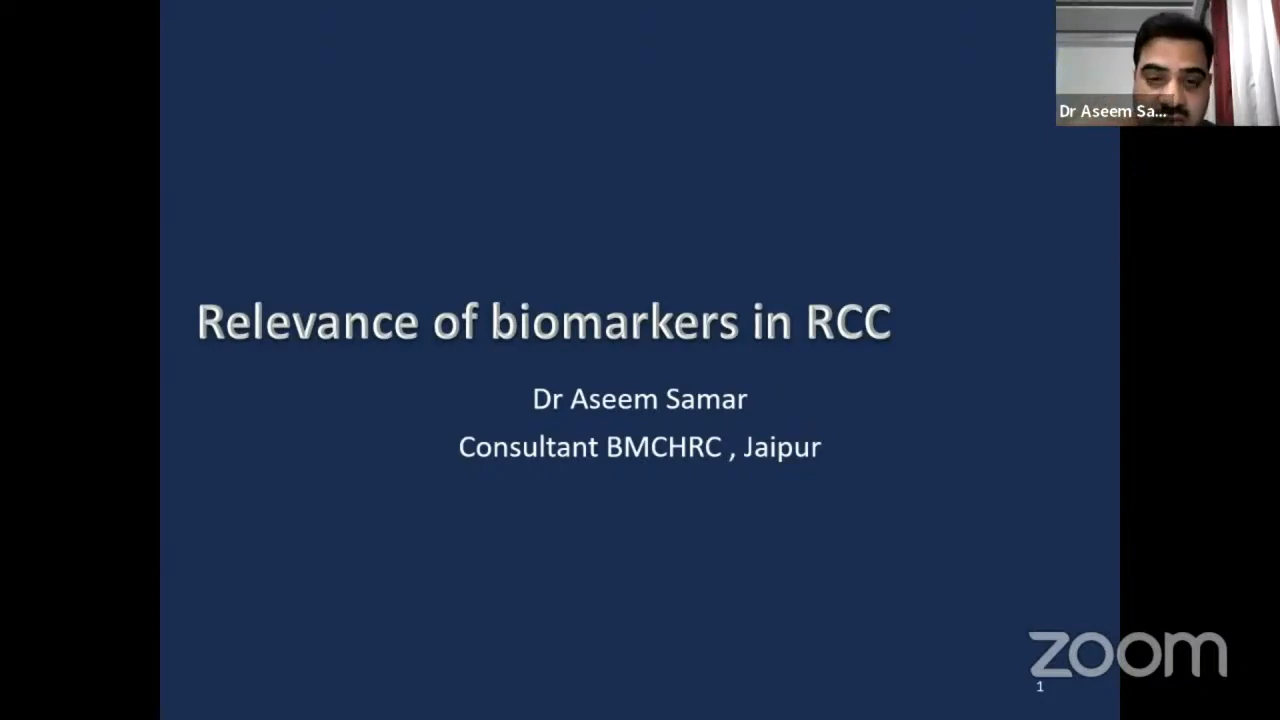 Dr Aseem Sa...
Relevance of biomarkers in RCC
Dr Aseem Samar
Consultant BMCHRC , Jaipur
zoom
1